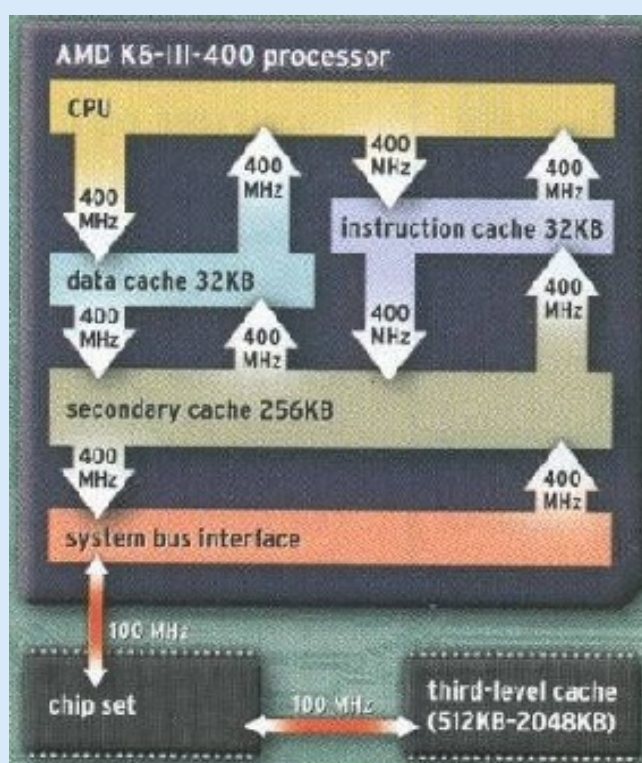 AMD K6-III-400 processor
CPU
400
MHz
400
MHz
400
NHz
400
MHz
instruction cache 32KB
data cache 32KB
400
MHz
400
MHz
400
NHz
400
MHz
secondary cache 256KB
400
MHz
400
MHz
system bus interface
100 MHz
chip set
100 MHz
third-level cache
(512KB-2048KB)